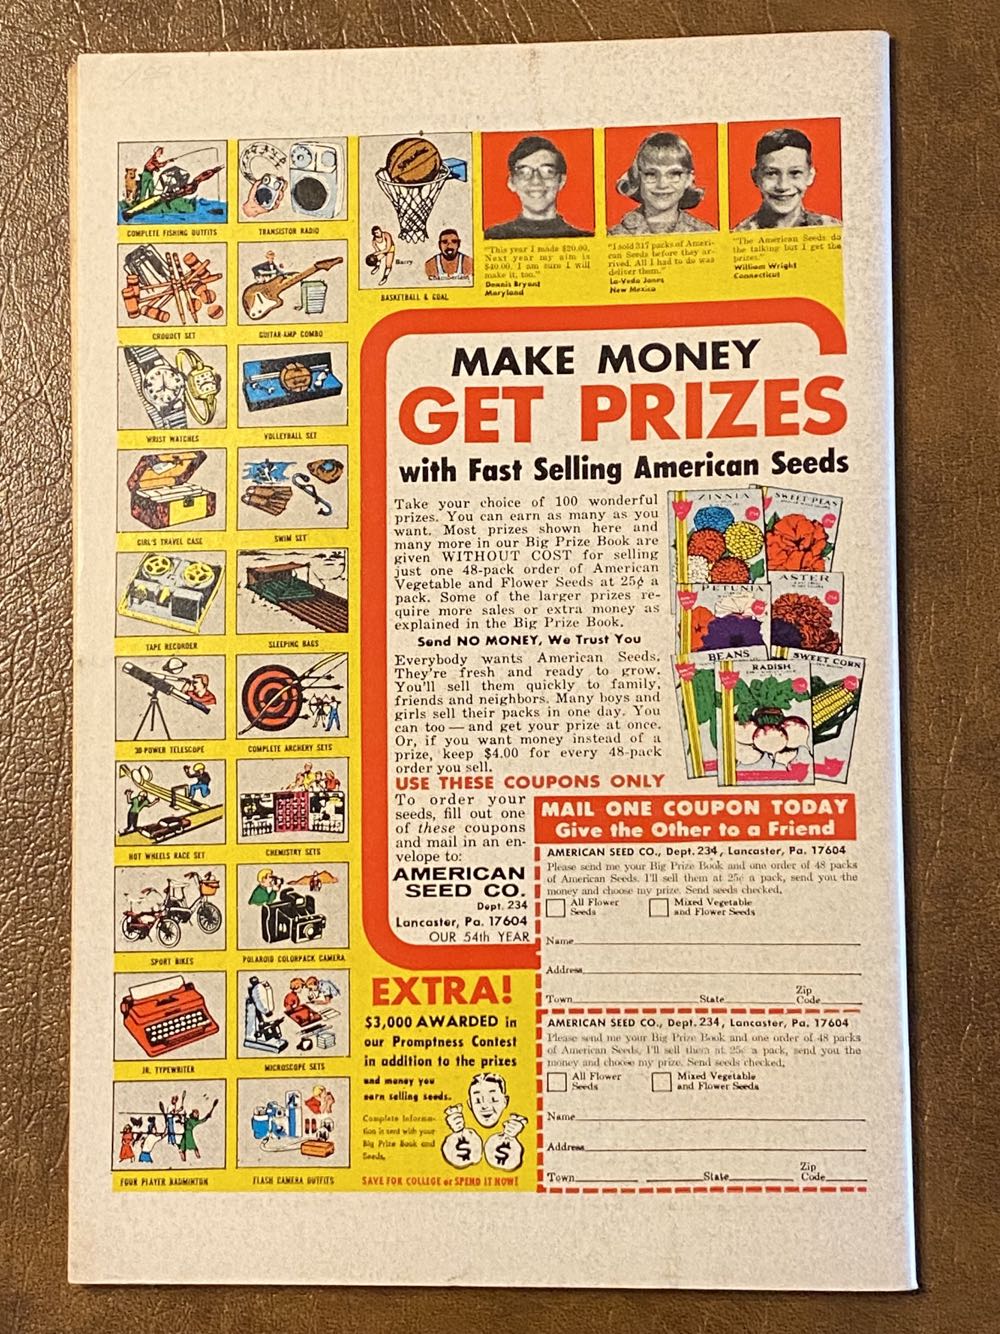 COMPLETE FISHING OUTFITS
TRANSISTOR RADIO
CROQUET SET
GUITAR-AMP COMBO
WRIST WATCHES
VOLLEYBALL SET
GIRL'S TRAVEL CASE
SWIM SET
TAPE RECORDER
SLEEPING BAGS
30-POWER TELESCOPE
COMPLETE ARCHERY SETS
HOT WHEELS RACE SET
CHEMISTRY SETS
SPORT BIKES
POLAROID COLORPACK CAMERA
JR. TYPEWRITER
MICROSCOPE SETS
FOUR PLAYER BADMINTON
FLASH CAMERA OUTFITS
Barry
Chamberlain
BASKETBALL & GOAL
"This year I made $20.00.
Next year my aim is
$40.00. I am sure I will
make it, too."
Dennis Bryant
Maryland
"I sold 317 packs of Ameri-
can Seeds before they ar-
rived. All I had to do was
deliver them."
La-Veda Jones
New Mexico
"The American Seeds do
the talking but I get the
prizes."
William Wright
Connecticut
MAKE MONEY
GET PRIZES
with Fast Selling American Seeds
Take your choice of 100 wonderful
prizes. You can earn as many as you
want. Most prizes shown here and
many more in our Big Prize Book are
given WITHOUT COST for selling
just one 48-pack order of American
Vegetable and Flower Seeds at 25¢ a
pack. Some of the larger prizes re-
quire more sales or extra money as
explained in the Big Prize Book.
Send NO MONEY, We Trust You
Everybody wants American Seeds.
They're fresh and ready to grow.
You'll sell them quickly to family,
friends and neighbors. Many boys and
girls sell their packs in one day. You
can too — and get your prize at once.
Or, if you want money instead of a
prize, keep $4.00 for every 48-pack
order you sell.
ZINNIA
SWEET PEAS
PETUNIA
ASTER
BEANS
RADISH
SWEET CORN
USE THESE COUPONS ONLY
To order your
seeds, fill out one
of these coupons
and mail in an en-
velope to:
AMERICAN
SEED CO.
Dept. 234
Lancaster, Pa. 17604
OUR 54th YEAR
MAIL ONE COUPON TODAY
Give the Other to a Friend
AMERICAN SEED CO., Dept. 234, Lancaster, Pa. 17604
Please send me your Big Prize Book and one order of 48 packs
of American Seeds. I'll sell them at 25¢ a pack, send you the
money and choose my prize. Send seeds checked.
All Flower
Seeds
Mixed Vegetable
and Flower Seeds
Name
Address
Town State Zip
Code
AMERICAN SEED CO., Dept. 234, Lancaster, Pa. 17604
Please send me your Big Prize Book and one order of 48 packs
of American Seeds. I'll sell them at 25¢ a pack, send you the
money and choose my prize. Send seeds checked.
All Flower
Seeds
Mixed Vegetable
and Flower Seeds
Name
Address
Town State Zip
Code
EXTRA!
$3,000 AWARDED in
our Promptness Contest
in addition to the prizes
and money you
earn selling seeds.
Complete Informa-
tion is sent with your
Big Prize Book and
Seeds.
$ $
SAVE FOR COLLEGE or SPEND IT NOW!